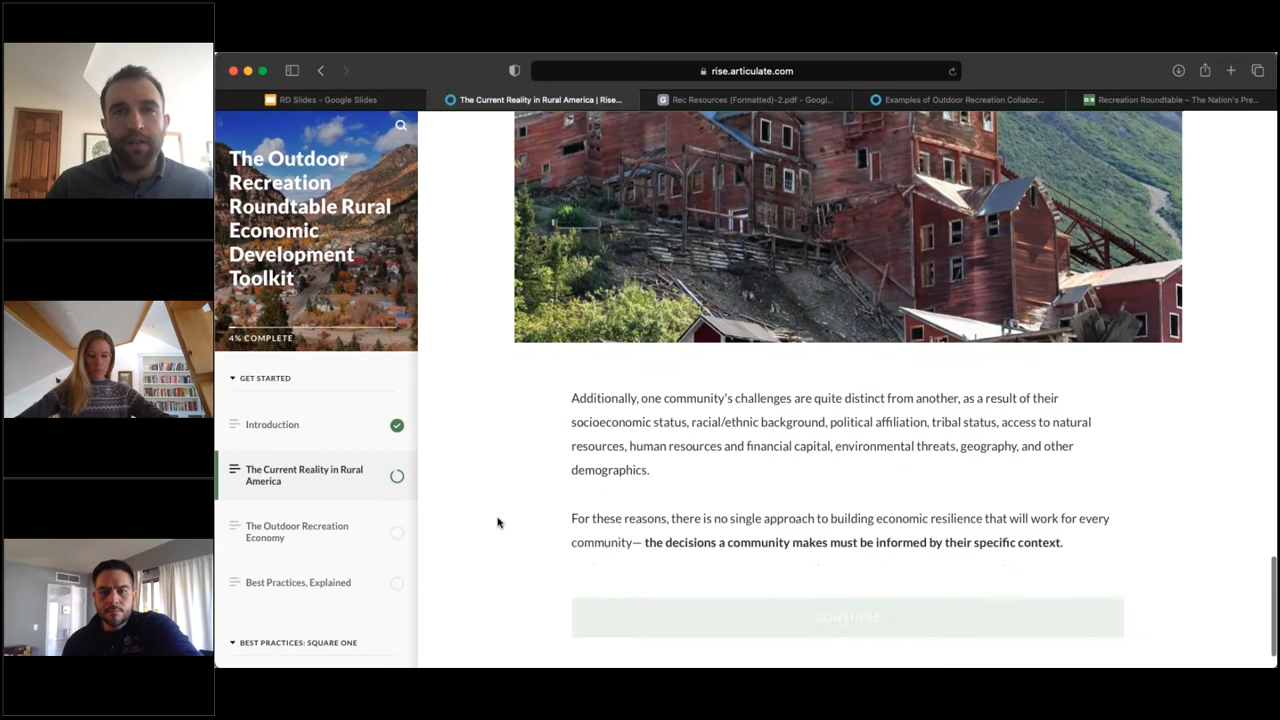 rise.articulate.com
RD Slides - Google Slides
The Current Reality in Rural America | Rise...
Rec Resources (Formatted)-2.pdf - Googl...
Examples of Outdoor Recreation Collabor...
Recreation Roundtable – The Nation's Pre...
The Outdoor
Recreation
Roundtable Rural
Economic
Development
Toolkit
4% COMPLETE
GET STARTED
Introduction
The Current Reality in Rural
America
The Outdoor Recreation
Economy
Best Practices, Explained
BEST PRACTICES: SQUARE ONE
Additionally, one community's challenges are quite distinct from another, as a result of their
socioeconomic status, racial/ethnic background, political affiliation, tribal status, access to natural
resources, human resources and financial capital, environmental threats, geography, and other
demographics.
For these reasons, there is no single approach to building economic resilience that will work for every
community— the decisions a community makes must be informed by their specific context.
CONTINUE